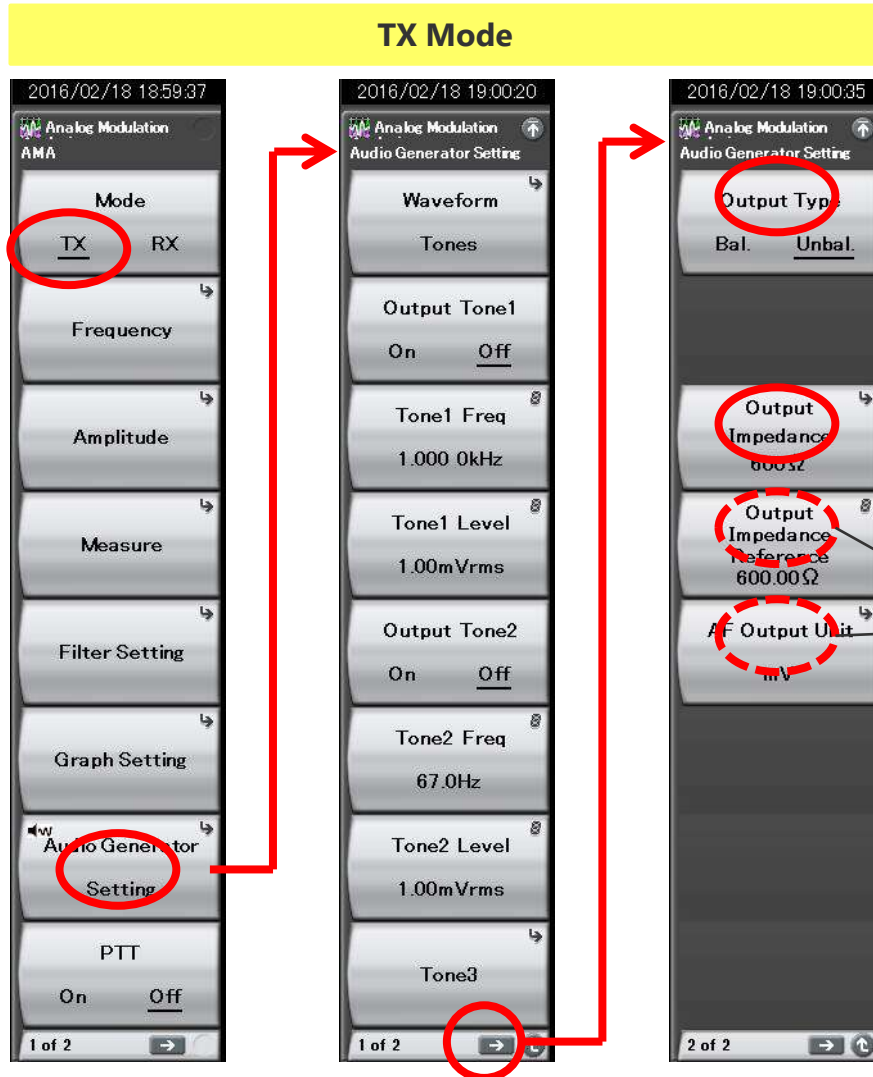 TX Mode
2016/02/18 18:59:37
Analog Modulation
AMA
Mode
TX RX
Frequency
Amplitude
Measure
Filter Setting
Graph Setting
Audio Generator
Setting
PTT
On Off
1 of 2
2016/02/18 19:00:20
Analog Modulation
Audio Generator Setting
Waveform
Tones
Output Tone1
On Off
Tone1 Freq
1.000 0kHz
Tone1 Level
1.00mVrms
Output Tone2
On Off
Tone2 Freq
67.0Hz
Tone2 Level
1.00mVrms
Tone3
1 of 2
2016/02/18 19:00:35
Analog Modulation
Audio Generator Setting
Output Type
Bal. Unbal.
Output
Impedance
600Ω
Output
Impedance
Reference
600.00Ω
AF Output Unit
mV
2 of 2